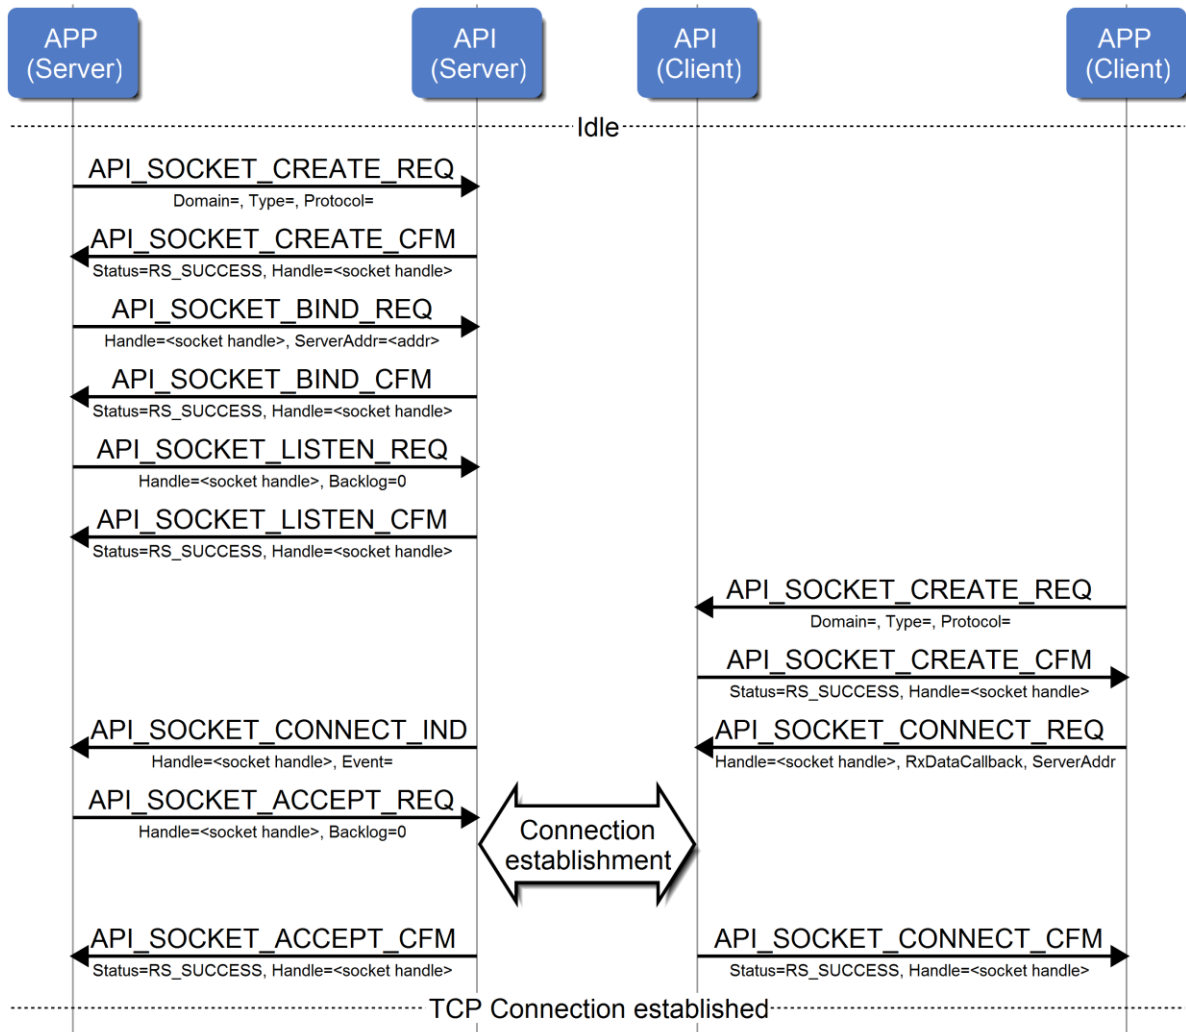 APP
(Server)
API
(Server)
API
(Client)
APP
(Client)
Idle
API_SOCKET_CREATE_REQ
Domain=, Type=, Protocol=
API_SOCKET_CREATE_CFM
Status=RS_SUCCESS, Handle=<socket handle>
API_SOCKET_BIND_REQ
Handle=<socket handle>, ServerAddr=<addr>
API_SOCKET_BIND_CFM
Status=RS_SUCCESS, Handle=<socket handle>
API_SOCKET_LISTEN_REQ
Handle=<socket handle>, Backlog=0
API_SOCKET_LISTEN_CFM
Status=RS_SUCCESS, Handle=<socket handle>
API_SOCKET_CREATE_REQ
Domain=, Type=, Protocol=
API_SOCKET_CREATE_CFM
Status=RS_SUCCESS, Handle=<socket handle>
API_SOCKET_CONNECT_IND
Handle=<socket handle>, Event=
API_SOCKET_CONNECT_REQ
Handle=<socket handle>, RxDataCallback, ServerAddr
API_SOCKET_ACCEPT_REQ
Handle=<socket handle>, Backlog=0
Connection
establishment
API_SOCKET_ACCEPT_CFM
Status=RS_SUCCESS, Handle=<socket handle>
API_SOCKET_CONNECT_CFM
Status=RS_SUCCESS, Handle=<socket handle>
TCP Connection established